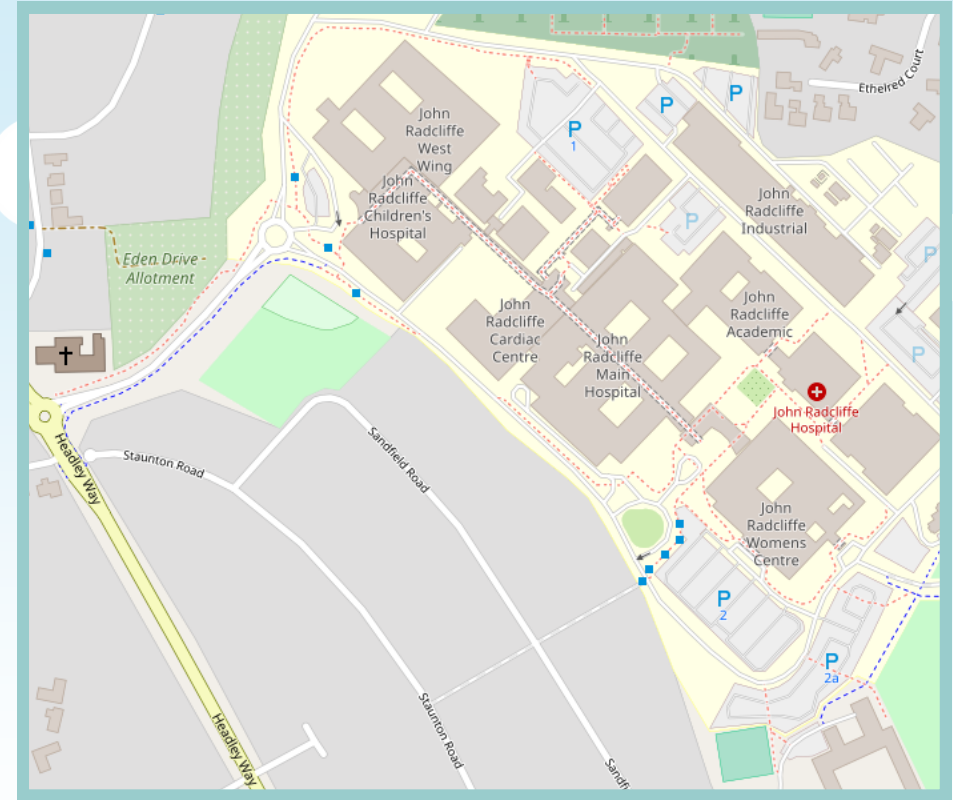 Ethelred Court
P
P
P
1
John
Radcliffe
West
Wing
John
Radcliffe
Children's
Hospital
John
Radcliffe
Industrial
P
P
Eden Drive
Allotment
John
Radcliffe
Cardiac
Centre
John
Radcliffe
Academic
John
Radcliffe
Main
Hospital
P
John Radcliffe
Hospital
Headley Way
Staunton Road
Sandfield Road
John
Radcliffe
Womens
Centre
P
2
P
2a
Staunton Road
Headley Way
Sandfi